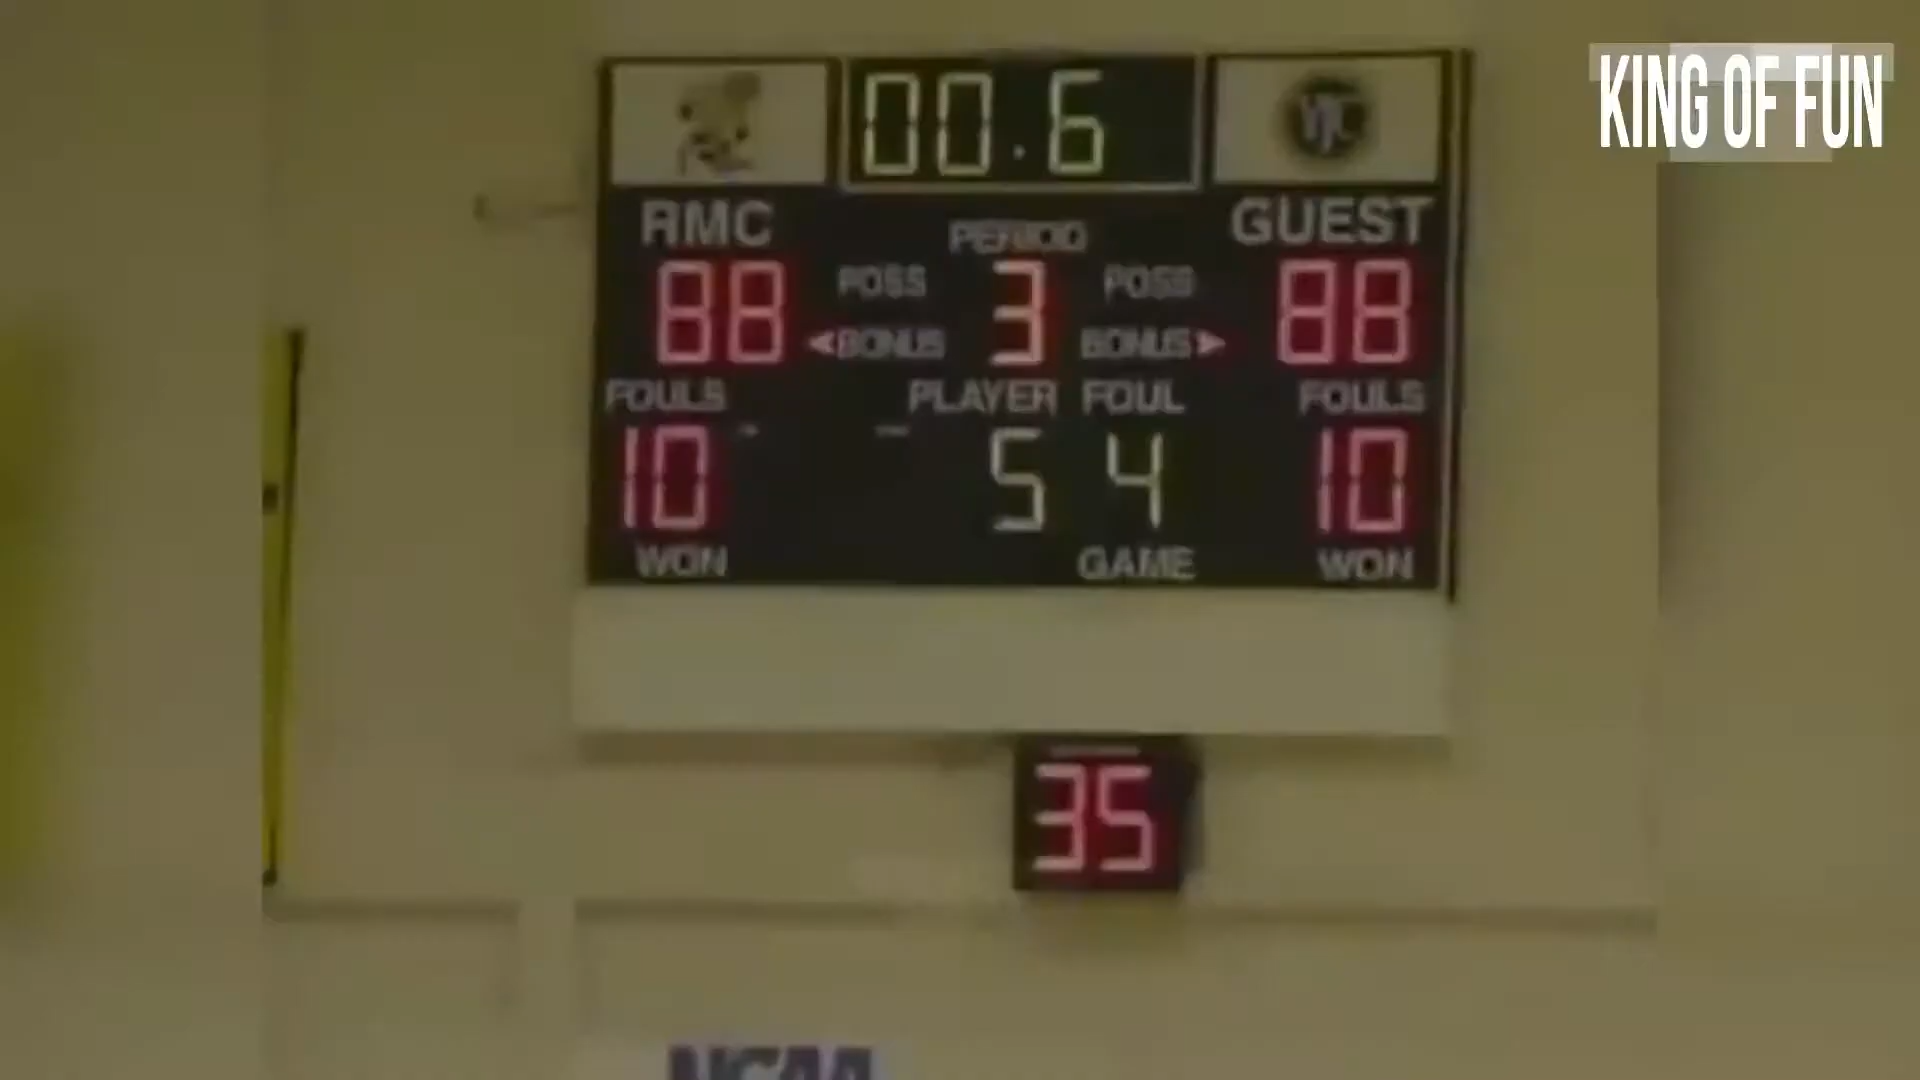 KING OF FUN
00.6
RMC PERIOD GUEST
88 POSS 3 POSS 88
◀BONUS BONUS▶
FOULS PLAYER FOUL FOULS
10 5 4 10
WON GAME WON
35
NCAA